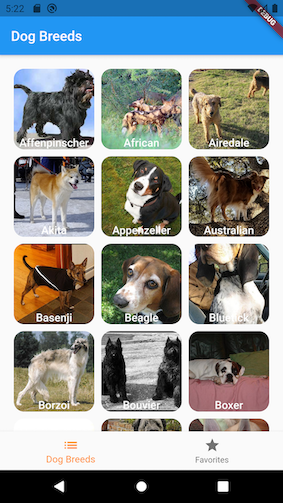 5:22
DEBUG
Dog Breeds
Affenpinscher
African
Airedale
Akita
Appenzeller
Australian
Basenji
Beagle
Bluetick
Borzoi
Bouvier
Boxer
Dog Breeds
Favorites